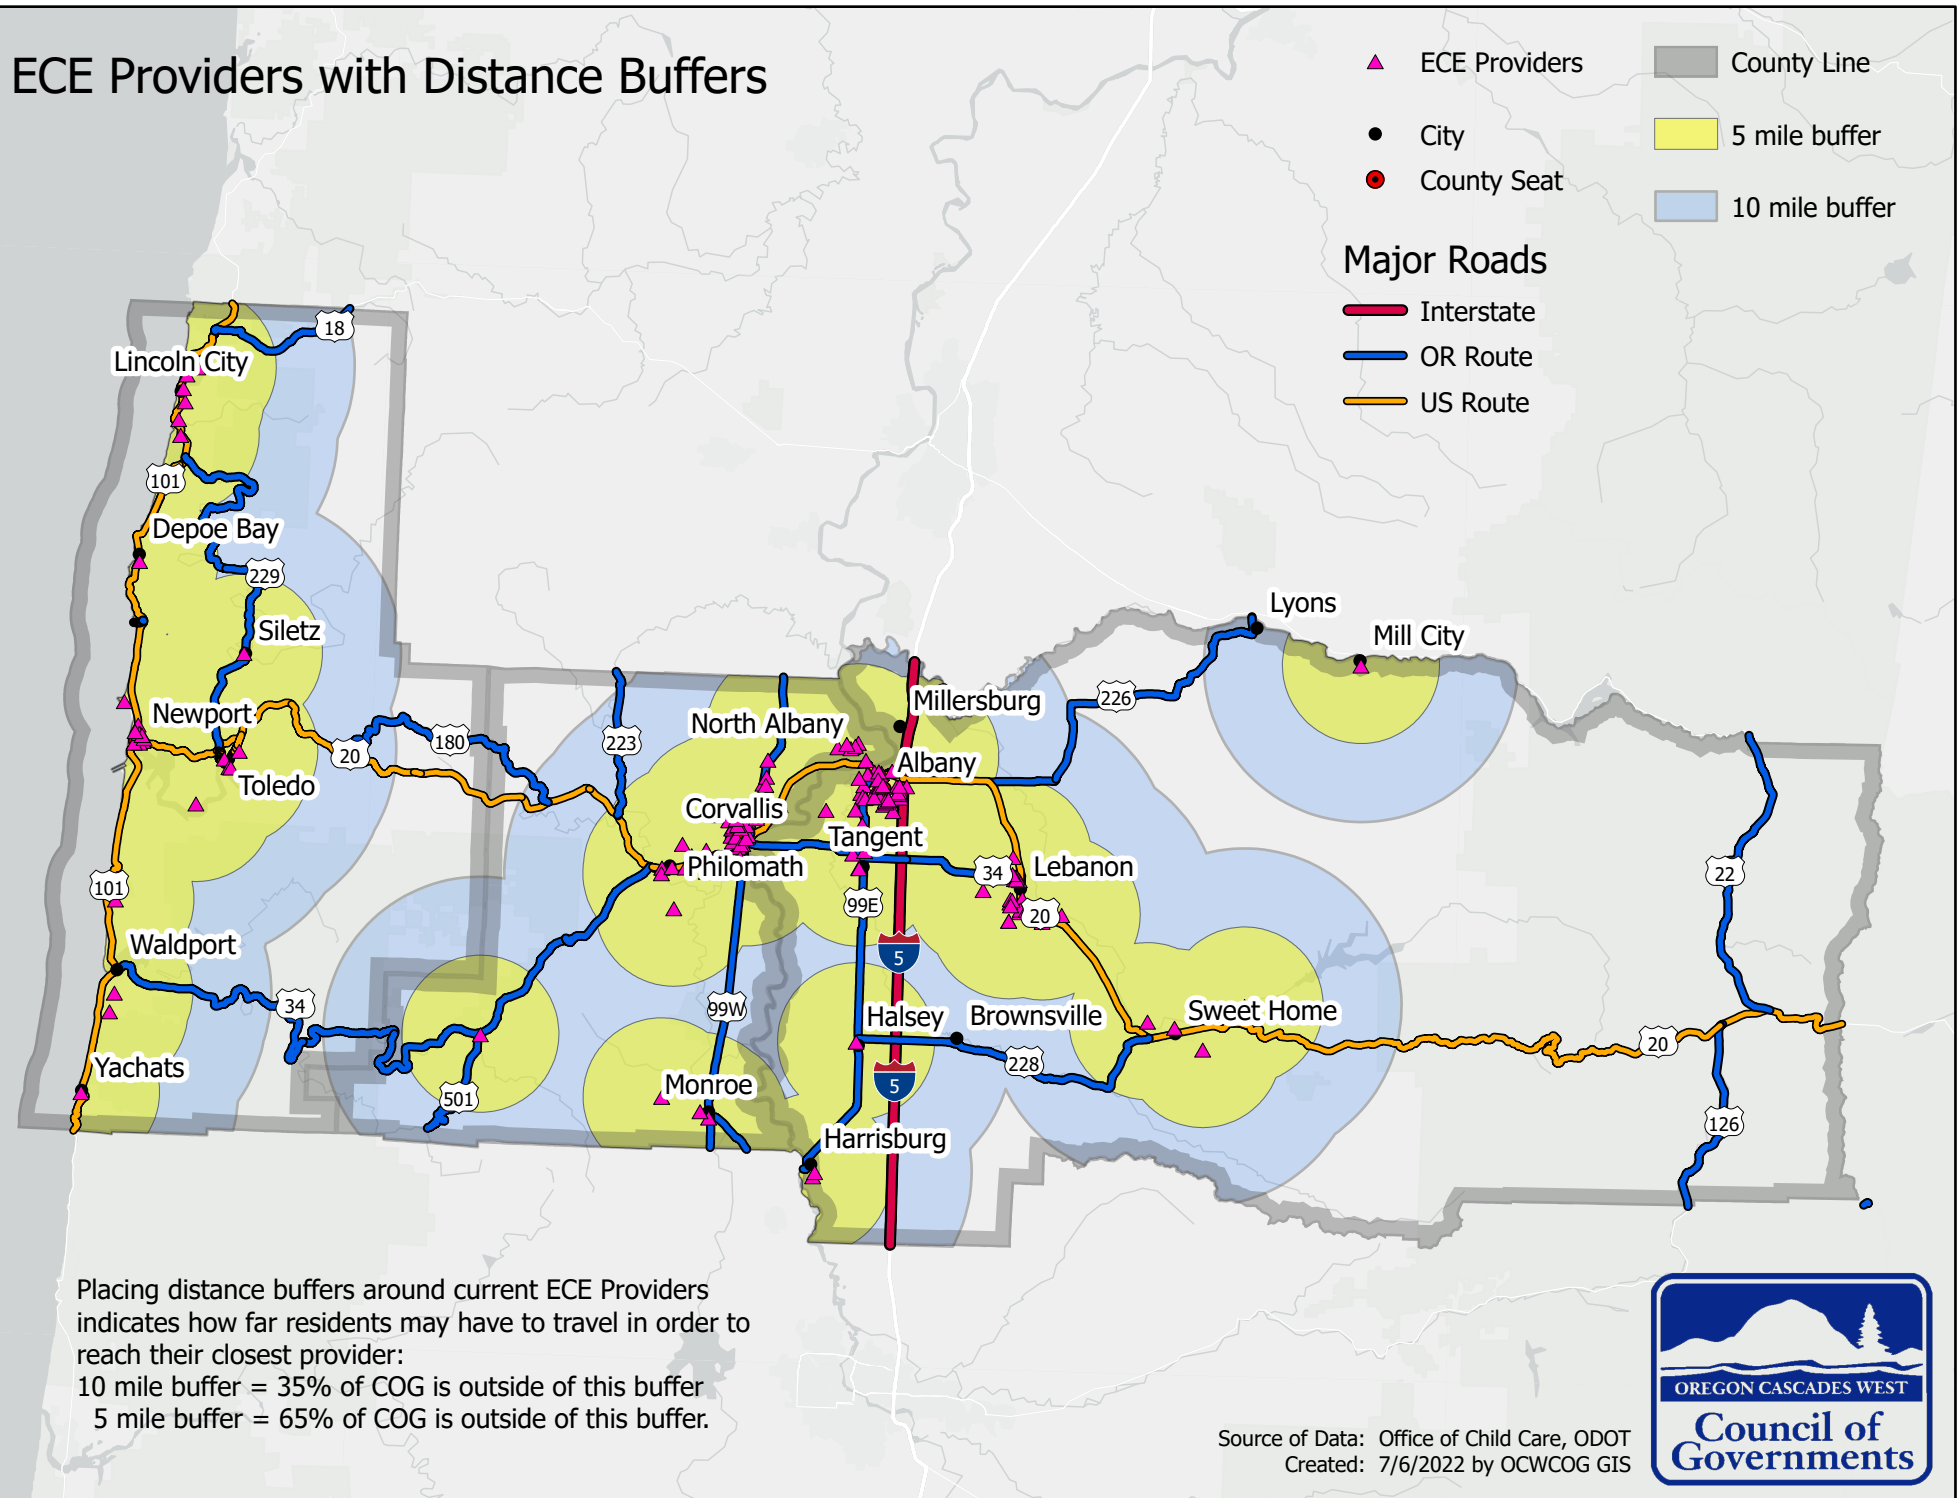 ECE Providers with Distance Buffers
ECE Providers
City
County Seat
County Line
5 mile buffer
10 mile buffer
Major Roads
Interstate
OR Route
US Route
18
Lincoln City
101
Depoe Bay
229
Siletz
Newport
Toledo
20
180
223
North Albany
Millersburg
Albany
226
Lyons
Mill City
Corvallis
Tangent
Philomath
34
Lebanon
20
99E
5
101
Waldport
34
99W
Halsey
Brownsville
Sweet Home
22
20
228
5
Yachats
501
Monroe
Harrisburg
126
Placing distance buffers around current ECE Providers
indicates how far residents may have to travel in order to
reach their closest provider:
10 mile buffer = 35% of COG is outside of this buffer
5 mile buffer = 65% of COG is outside of this buffer.
Source of Data: Office of Child Care, ODOT
Created: 7/6/2022 by OCWCOG GIS
OREGON CASCADES WEST
Council of
Governments